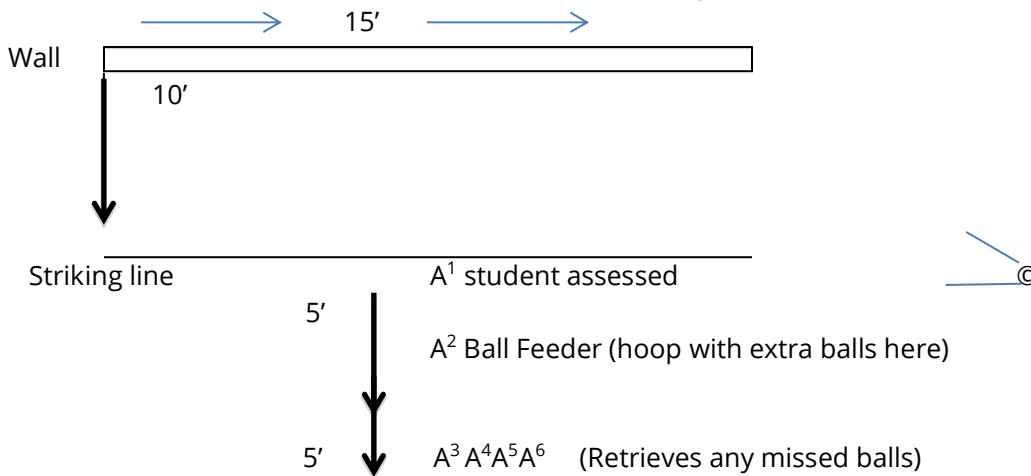 15’
Wall
10’
Striking line A¹ student assessed ©
5’
A² Ball Feeder (hoop with extra balls here)
5’ A³ A⁴A⁵A⁶ (Retrieves any missed balls)